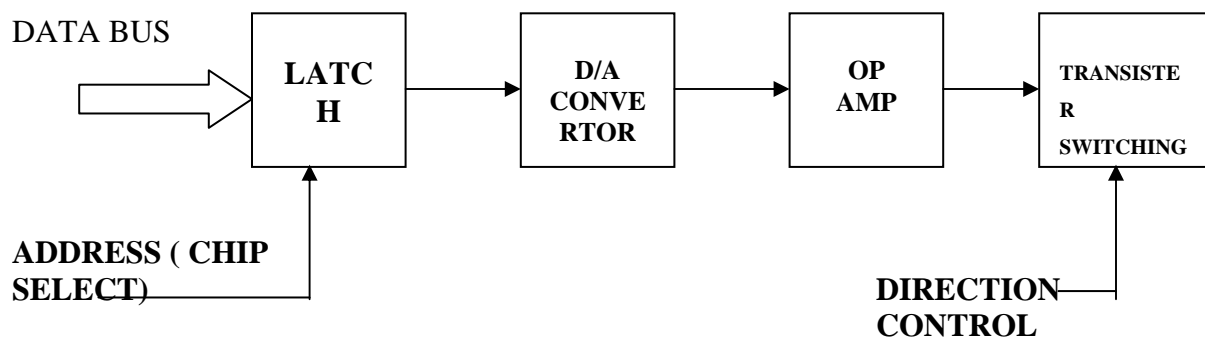 DATA BUS
LATC
H
D/A
CONVE
RTOR
OP
AMP
TRANSISTE
R
SWITCHING
ADDRESS ( CHIP
SELECT)
DIRECTION
CONTROL